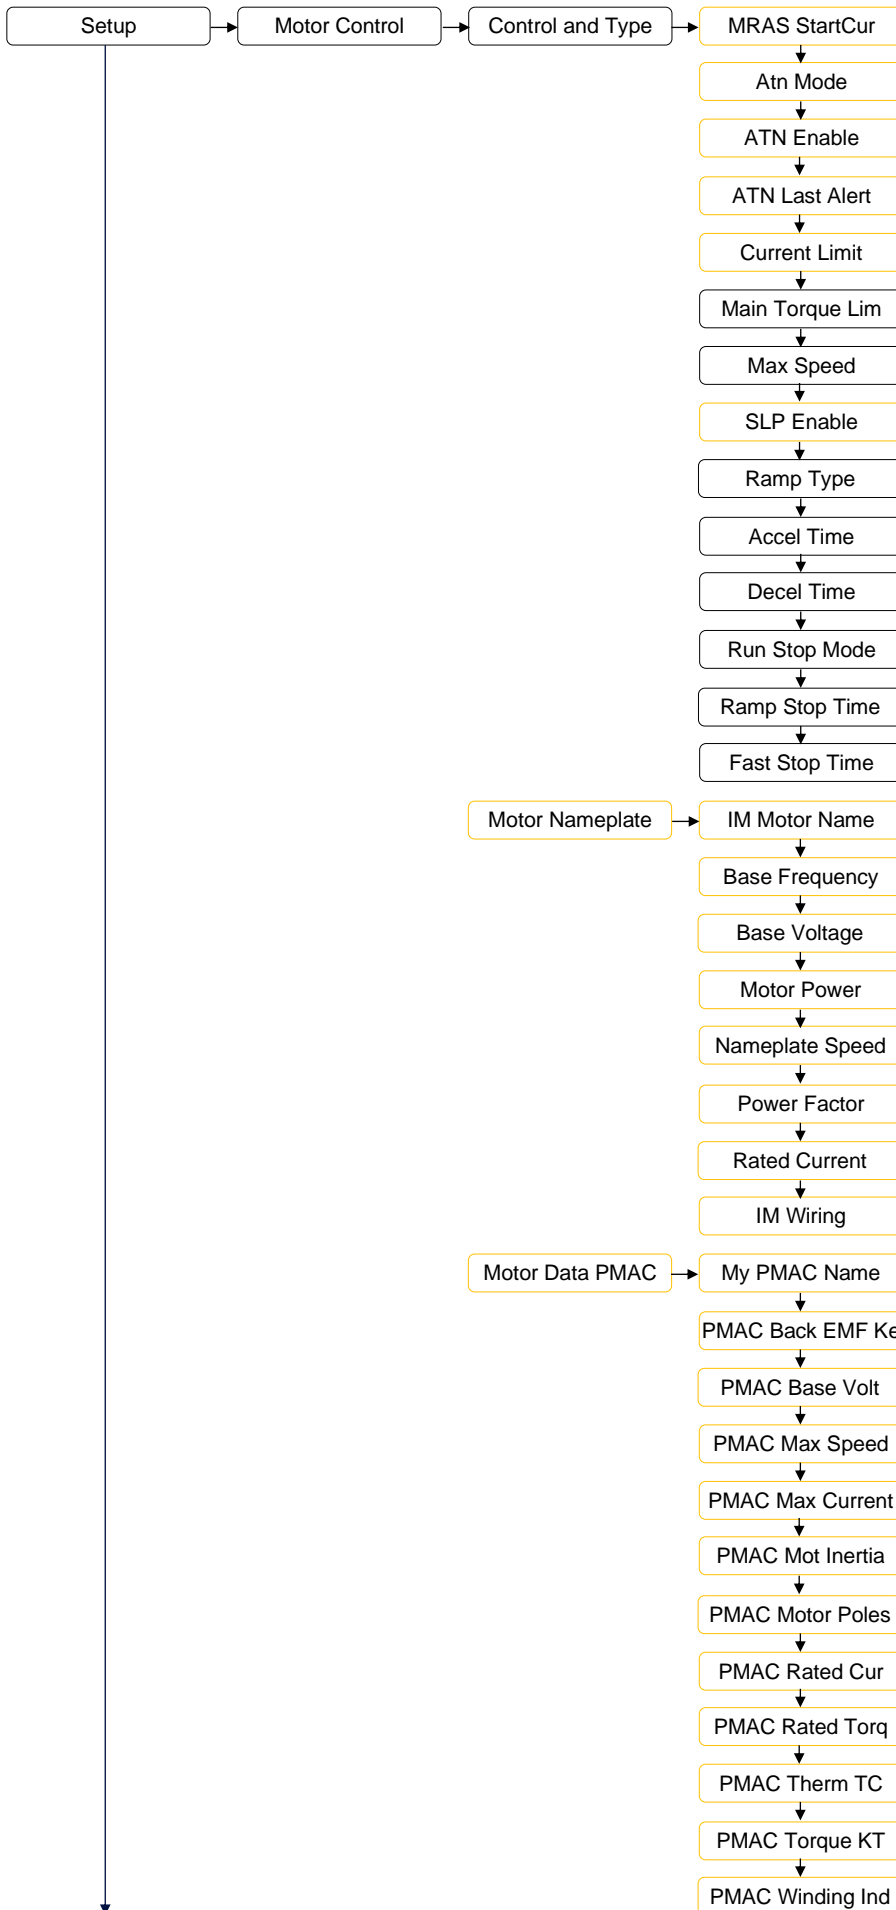 Setup
Motor Control
Control and Type
MRAS StartCur
Atn Mode
ATN Enable
ATN Last Alert
Current Limit
Main Torque Lim
Max Speed
SLP Enable
Ramp Type
Accel Time
Decel Time
Run Stop Mode
Ramp Stop Time
Fast Stop Time
Motor Nameplate
IM Motor Name
Base Frequency
Base Voltage
Motor Power
Nameplate Speed
Power Factor
Rated Current
IM Wiring
Motor Data PMAC
My PMAC Name
PMAC Back EMF Ke
PMAC Base Volt
PMAC Max Speed
PMAC Max Current
PMAC Mot Inertia
PMAC Motor Poles
PMAC Rated Cur
PMAC Rated Torq
PMAC Therm TC
PMAC Torque KT
PMAC Winding Ind